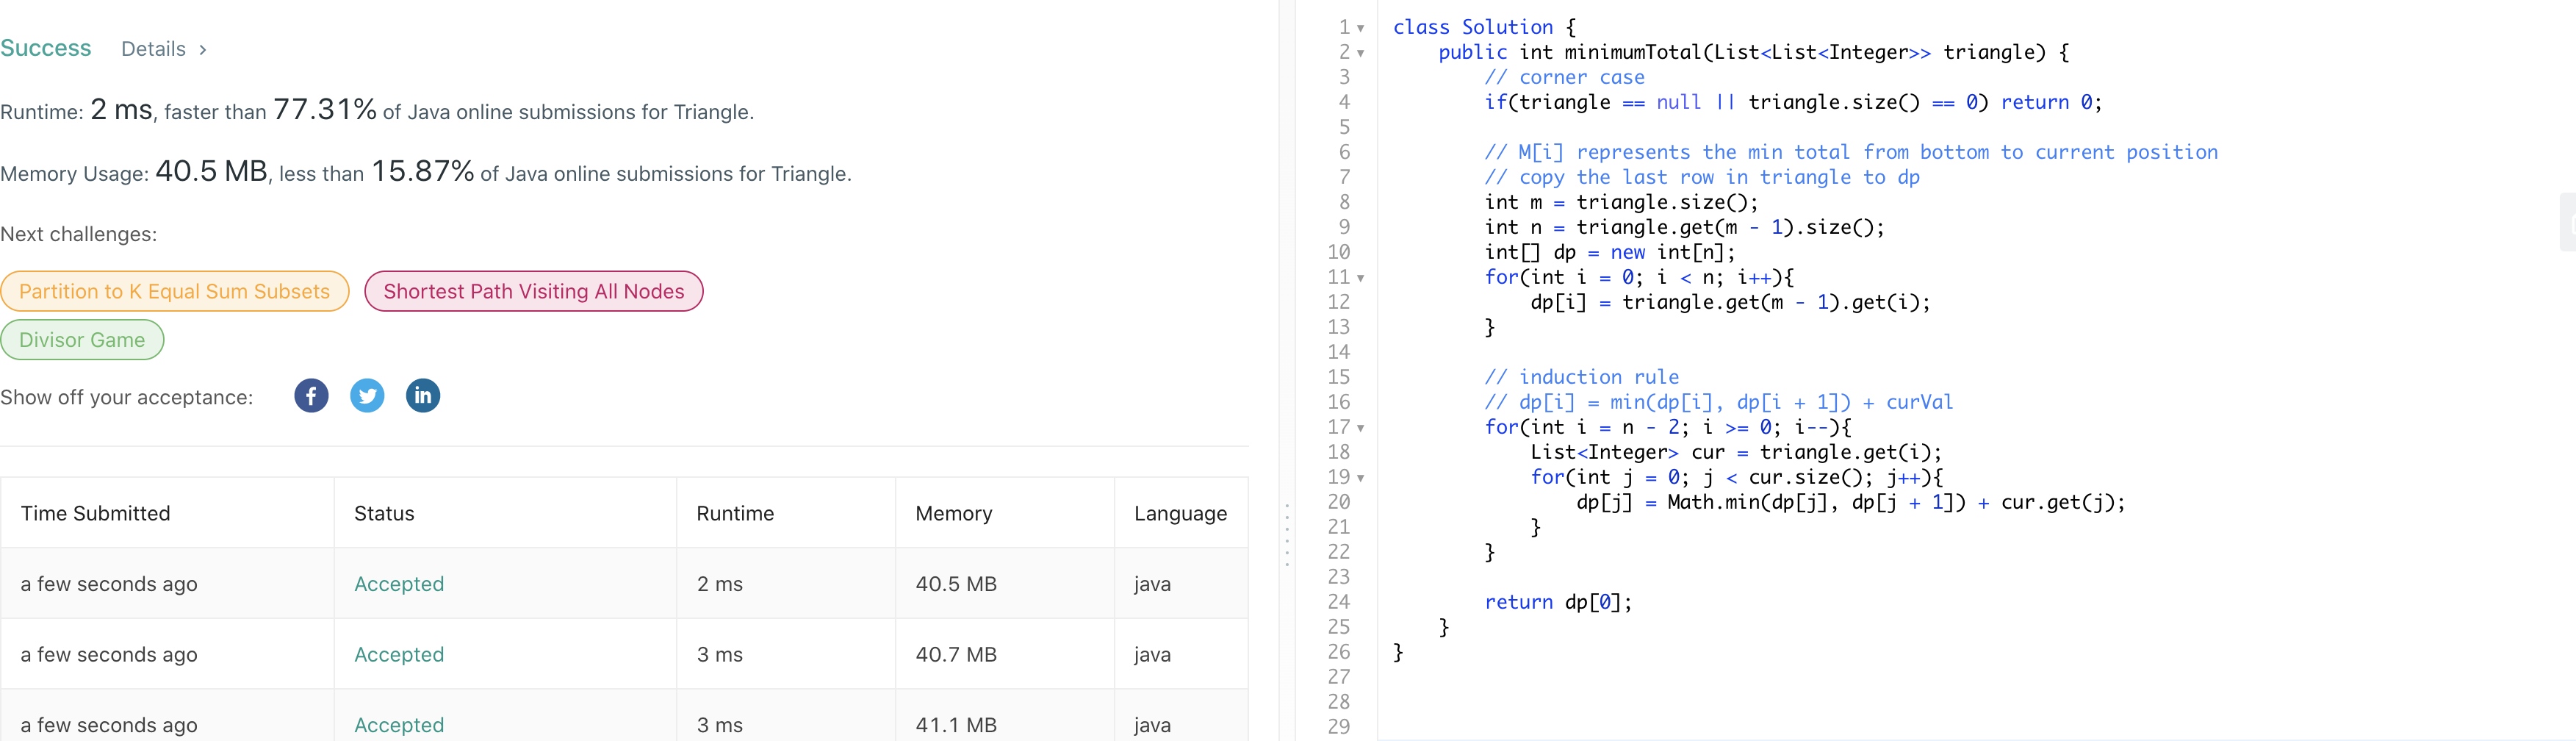 Success Details >
Runtime: 2 ms, faster than 77.31% of Java online submissions for Triangle.
Memory Usage: 40.5 MB, less than 15.87% of Java online submissions for Triangle.
Next challenges:
Partition to K Equal Sum Subsets Shortest Path Visiting All Nodes
Divisor Game
Show off your acceptance: f in
Time Submitted Status Runtime Memory Language
a few seconds ago Accepted 2 ms 40.5 MB java
a few seconds ago Accepted 3 ms 40.7 MB java
a few seconds ago Accepted 3 ms 41.1 MB java
1 class Solution {
2     public int minimumTotal(List<List<Integer>> triangle) {
3         // corner case
4         if(triangle == null || triangle.size() == 0) return 0;
5
6         // M[i] represents the min total from bottom to current position
7         // copy the last row in triangle to dp
8         int m = triangle.size();
9         int n = triangle.get(m - 1).size();
10         int[] dp = new int[n];
11         for(int i = 0; i < n; i++){
12             dp[i] = triangle.get(m - 1).get(i);
13         }
14
15         // induction rule
16         // dp[i] = min(dp[i], dp[i + 1]) + curVal
17         for(int i = n - 2; i >= 0; i--){
18             List<Integer> cur = triangle.get(i);
19             for(int j = 0; j < cur.size(); j++){
20                 dp[j] = Math.min(dp[j], dp[j + 1]) + cur.get(j);
21             }
22         }
23
24         return dp[0];
25     }
26 }
27
28
29